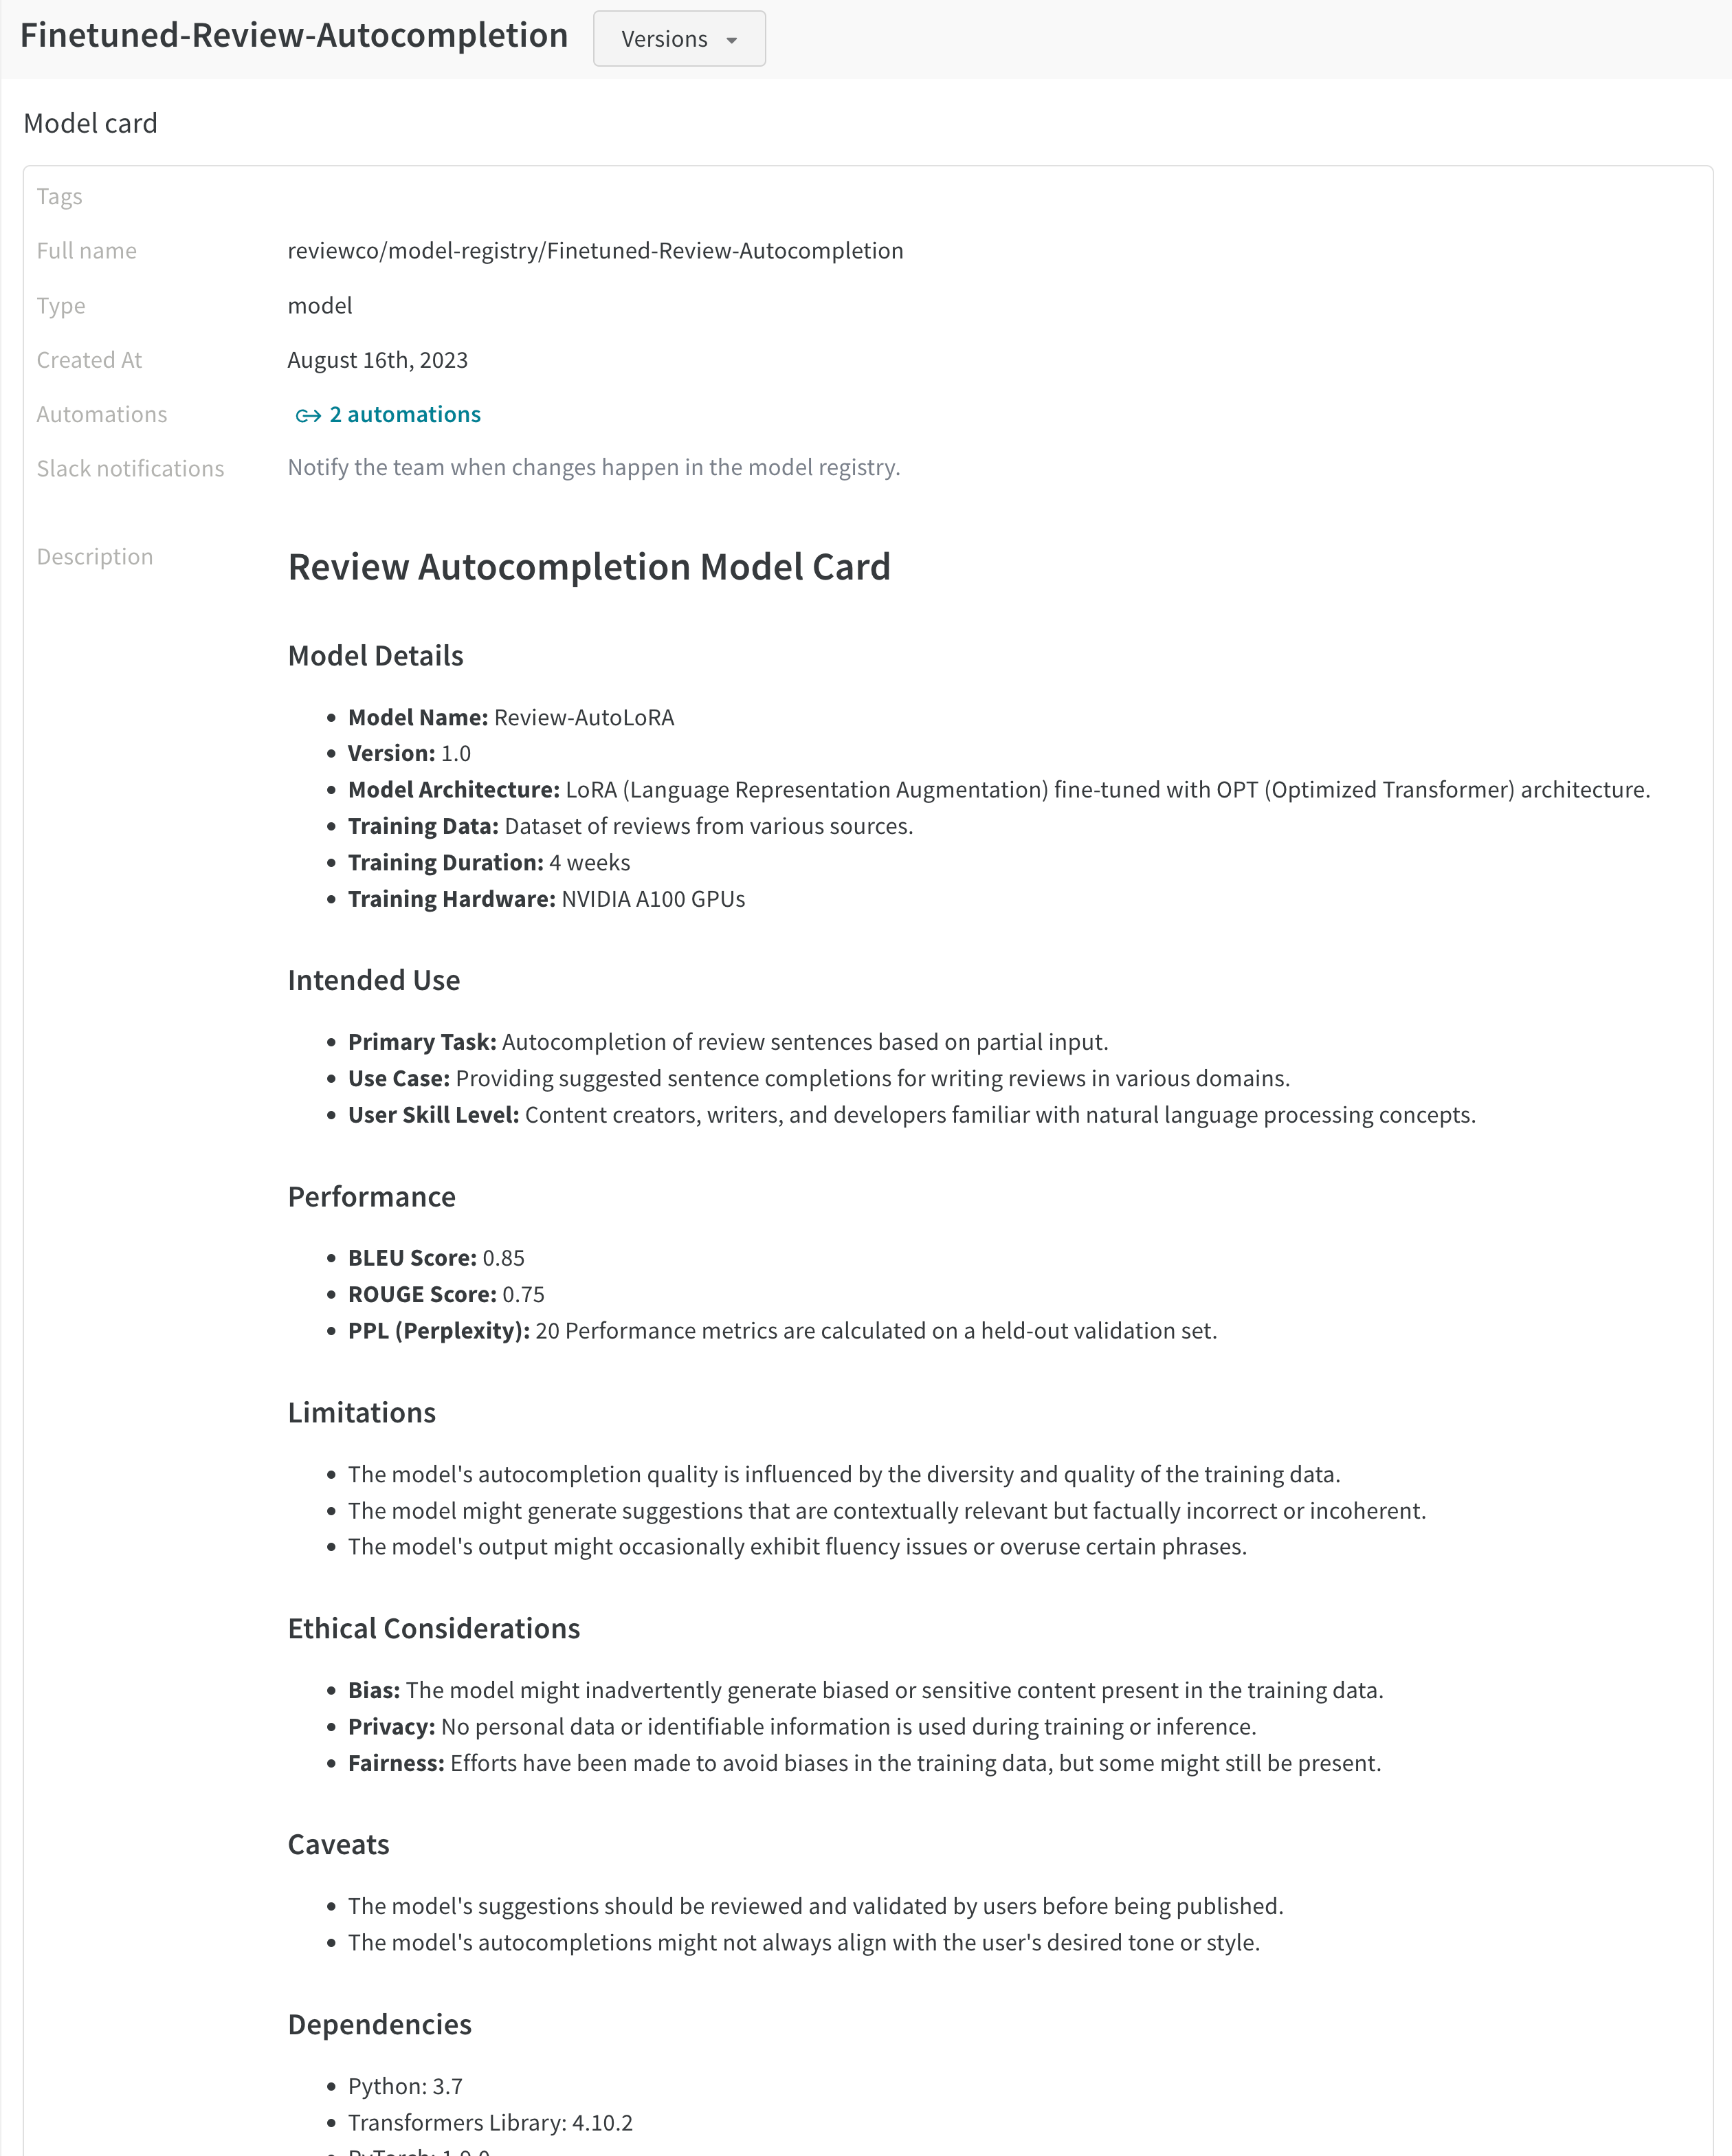 Finetuned-Review-Autocompletion
Versions
Model card
Tags
Full name
reviewco/model-registry/Finetuned-Review-Autocompletion
Type
model
Created At
August 16th, 2023
Automations
2 automations
Slack notifications
Notify the team when changes happen in the model registry.
Description
Review Autocompletion Model Card
Model Details
• Model Name: Review-AutoLoRA
• Version: 1.0
• Model Architecture: LoRA (Language Representation Augmentation) fine-tuned with OPT (Optimized Transformer) architecture.
• Training Data: Dataset of reviews from various sources.
• Training Duration: 4 weeks
• Training Hardware: NVIDIA A100 GPUs
Intended Use
• Primary Task: Autocompletion of review sentences based on partial input.
• Use Case: Providing suggested sentence completions for writing reviews in various domains.
• User Skill Level: Content creators, writers, and developers familiar with natural language processing concepts.
Performance
• BLEU Score: 0.85
• ROUGE Score: 0.75
• PPL (Perplexity): 20 Performance metrics are calculated on a held-out validation set.
Limitations
• The model's autocompletion quality is influenced by the diversity and quality of the training data.
• The model might generate suggestions that are contextually relevant but factually incorrect or incoherent.
• The model's output might occasionally exhibit fluency issues or overuse certain phrases.
Ethical Considerations
• Bias: The model might inadvertently generate biased or sensitive content present in the training data.
• Privacy: No personal data or identifiable information is used during training or inference.
• Fairness: Efforts have been made to avoid biases in the training data, but some might still be present.
Caveats
• The model's suggestions should be reviewed and validated by users before being published.
• The model's autocompletions might not always align with the user's desired tone or style.
Dependencies
• Python: 3.7
• Transformers Library: 4.10.2